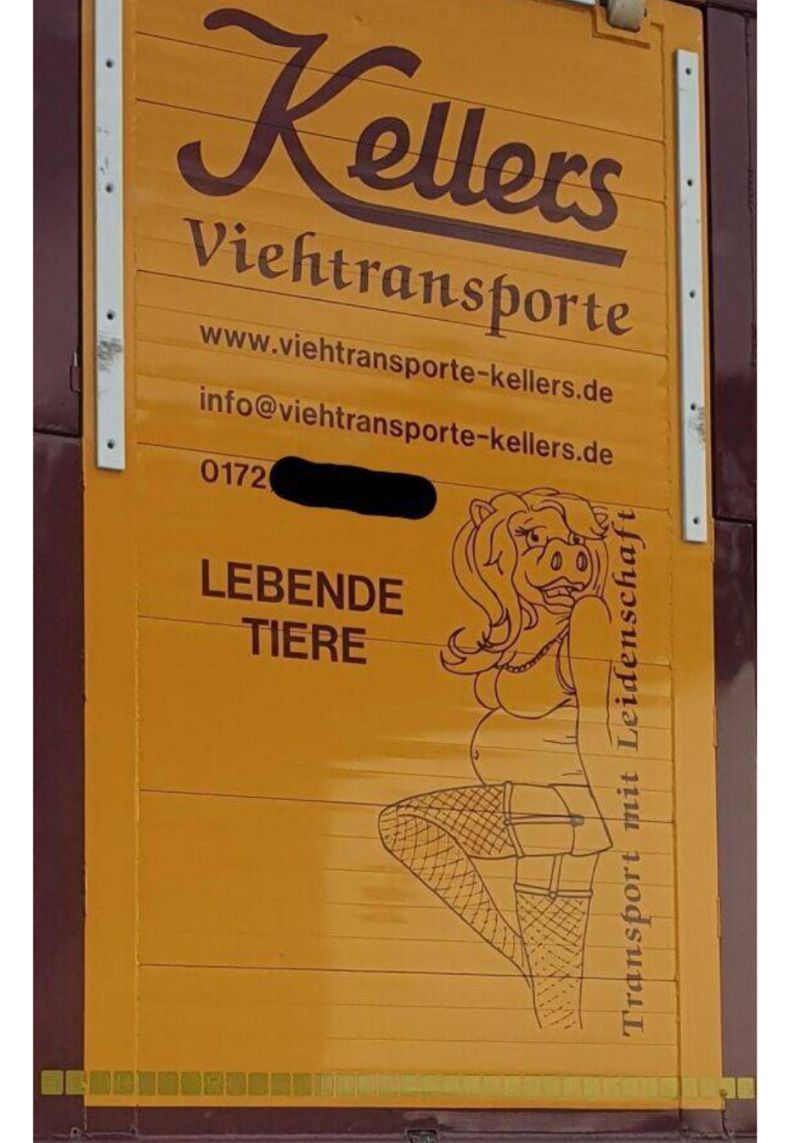 Kellers
Viehtransporte
www.viehtransporte-kellers.de
info@viehtransporte-kellers.de
0172
LEBENDE
TIERE
Transport mit Leidenschaft